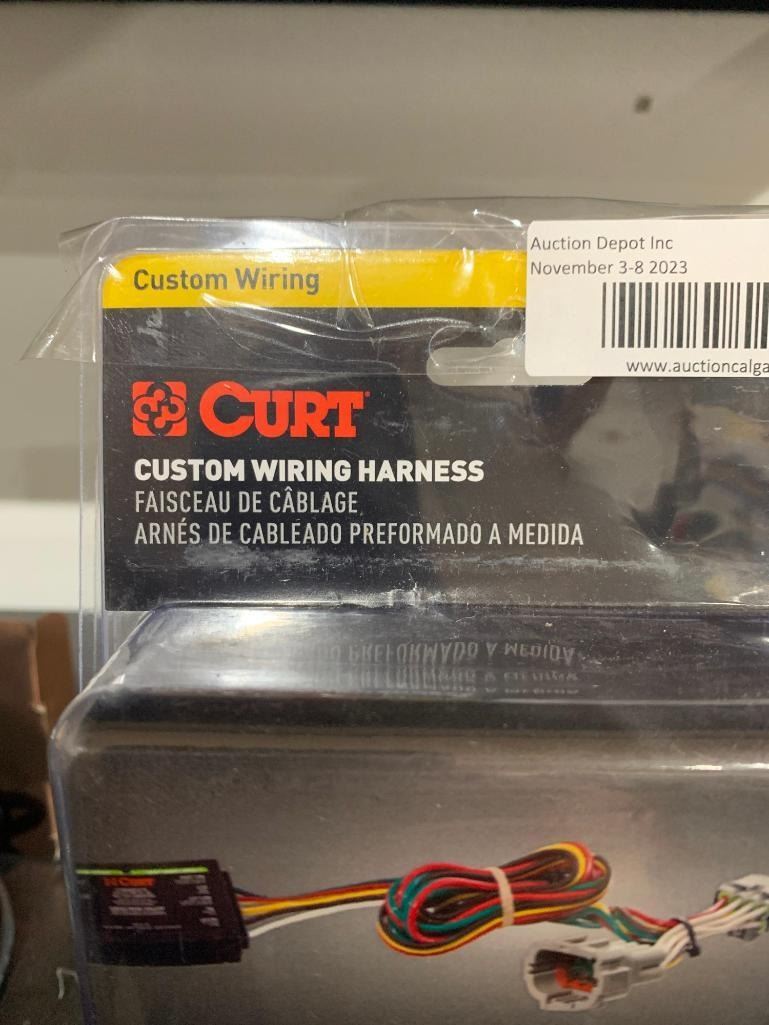 Auction Depot Inc
November 3-8 2023
www.auctioncalga
Custom Wiring
CURT
CUSTOM WIRING HARNESS
FAISCEAU DE CÂBLAGE
ARNÉS DE CABLEADO PREFORMADO A MEDIDA
CURT